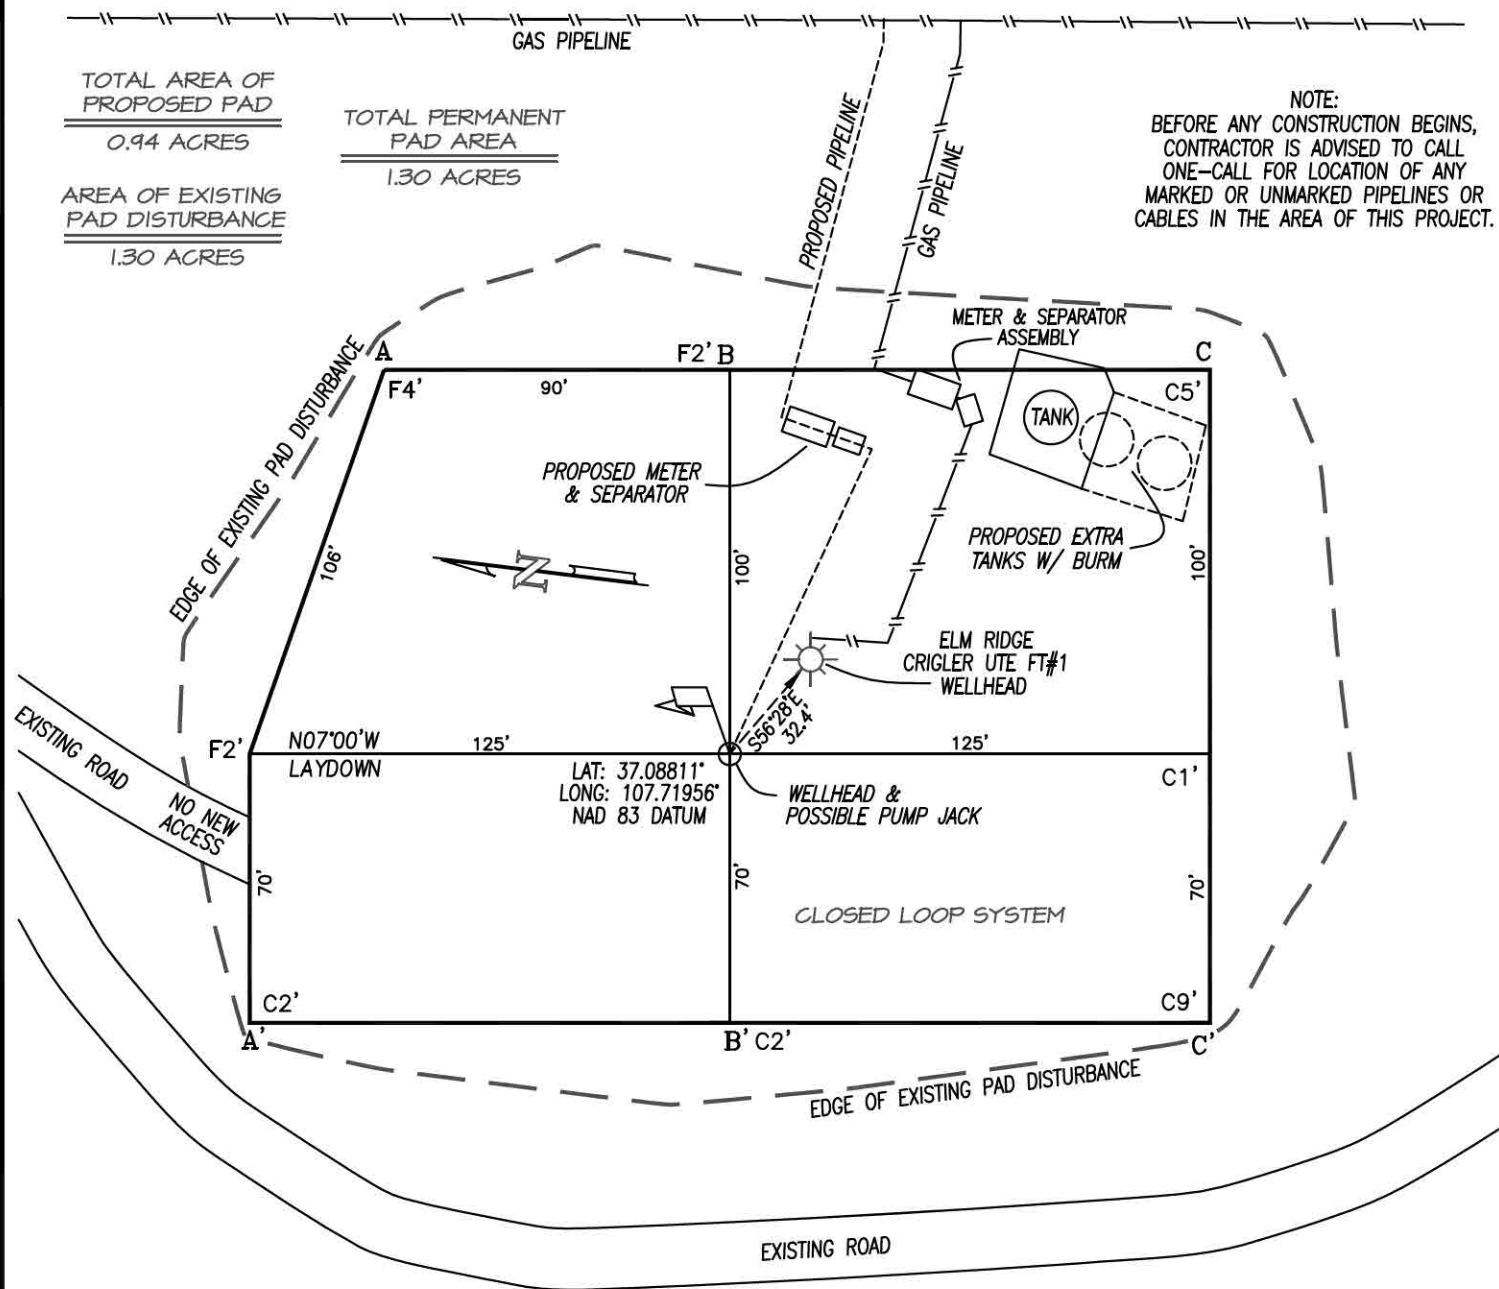 GAS PIPELINE
TOTAL AREA OF
PROPOSED PAD
0.94 ACRES
TOTAL PERMANENT
PAD AREA
1.30 ACRES
AREA OF EXISTING
PAD DISTURBANCE
1.30 ACRES
NOTE:
BEFORE ANY CONSTRUCTION BEGINS,
CONTRACTOR IS ADVISED TO CALL
ONE-CALL FOR LOCATION OF ANY
MARKED OR UNMARKED PIPELINES OR
CABLES IN THE AREA OF THIS PROJECT.
PROPOSED PIPELINE
GAS PIPELINE
METER & SEPARATOR
ASSEMBLY
EDGE OF EXISTING PAD DISTURBANCE
A
F2' B
C
F4'
90'
C5'
TANK
PROPOSED METER
& SEPARATOR
PROPOSED EXTRA
TANKS W/ BURM
106'
N
100'
100'
ELM RIDGE
CRIGLER UTE FT#1
WELLHEAD
S56°28'E
32.4'
EXISTING ROAD
F2'
N07°00'W
125'
125'
LAYDOWN
LAT: 37.08811°
LONG: 107.71956°
NAD 83 DATUM
WELLHEAD &
POSSIBLE PUMP JACK
C1'
NO NEW
ACCESS
70'
70'
70'
CLOSED LOOP SYSTEM
C2'
C9'
A'
B' C2'
C'
EDGE OF EXISTING PAD DISTURBANCE
EXISTING ROAD